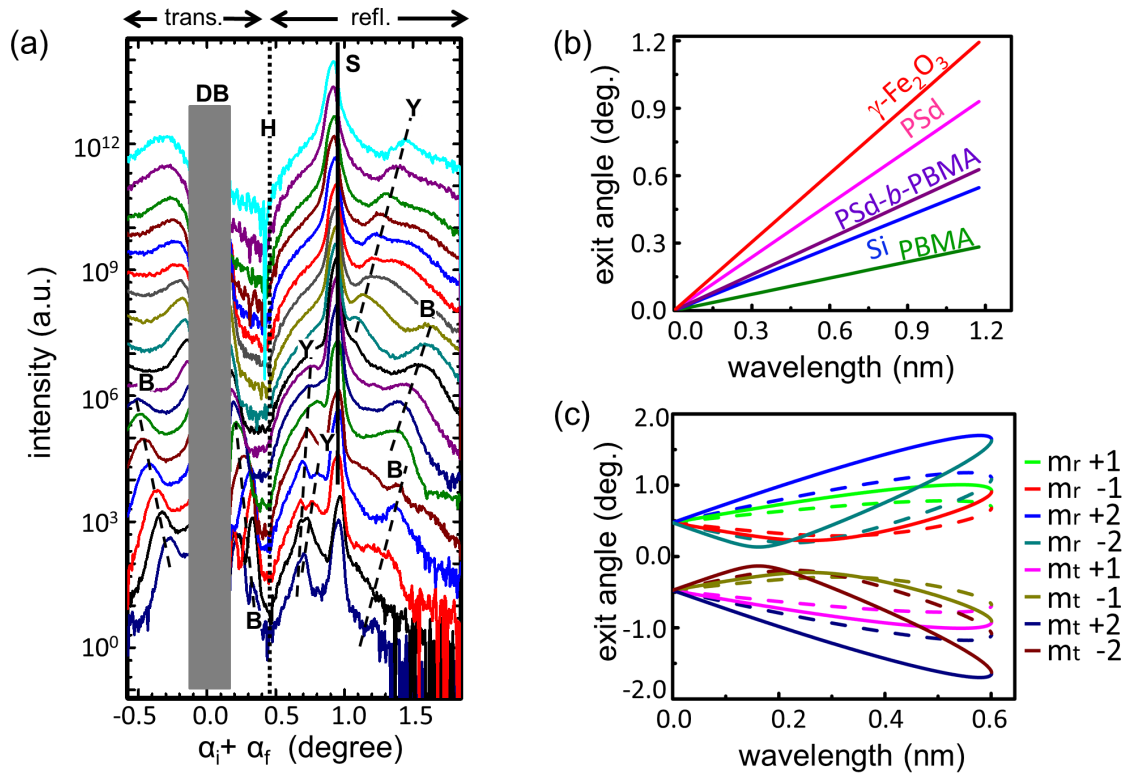 trans. refl.
(a)
DB
H
S
Y
B
Y
B
Y
B
B
10¹²
10⁹
10⁶
10³
10⁰
intensity (a.u.)
-0.5 0.0 0.5 1.0 1.5
αi+ αf (degree)
(b)
1.2
0.9
0.6
0.3
0.0
exit angle (deg.)
γ-Fe₂O₃
PSd
PSd-b-PBMA
Si
PBMA
0.0 0.3 0.6 0.9 1.2
wavelength (nm)
(c)
2.0
1.0
0.0
-1.0
-2.0
exit angle (deg.)
0.0 0.2 0.4 0.6
wavelength (nm)
mr +1
mr -1
mr +2
mr -2
mt +1
mt -1
mt +2
mt -2